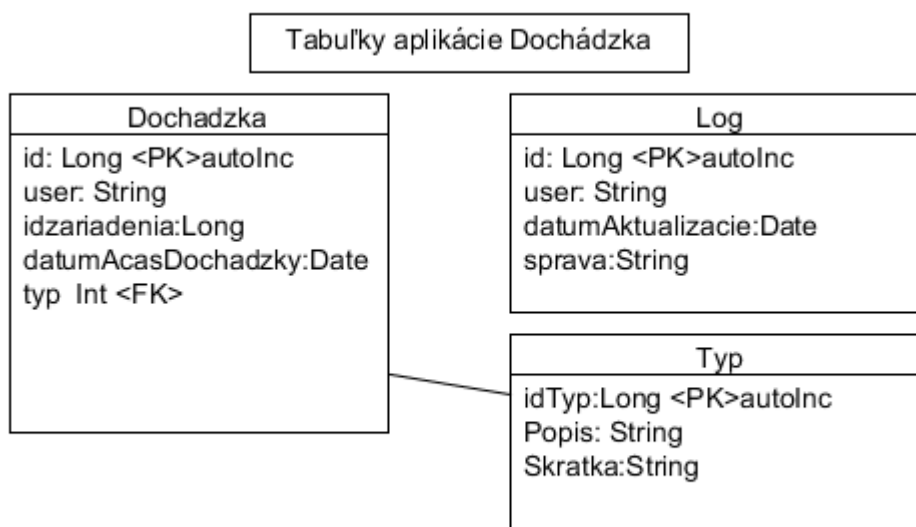 Tabuľky aplikácie Dochádzka
Dochadzka
id: Long <PK>autoInc
user: String
idzariadenia:Long
datumAcasDochadzky:Date
typ Int <FK>
Log
id: Long <PK>autoInc
user: String
datumAktualizacie:Date
sprava:String
Typ
idTyp:Long <PK>autoInc
Popis: String
Skratka:String